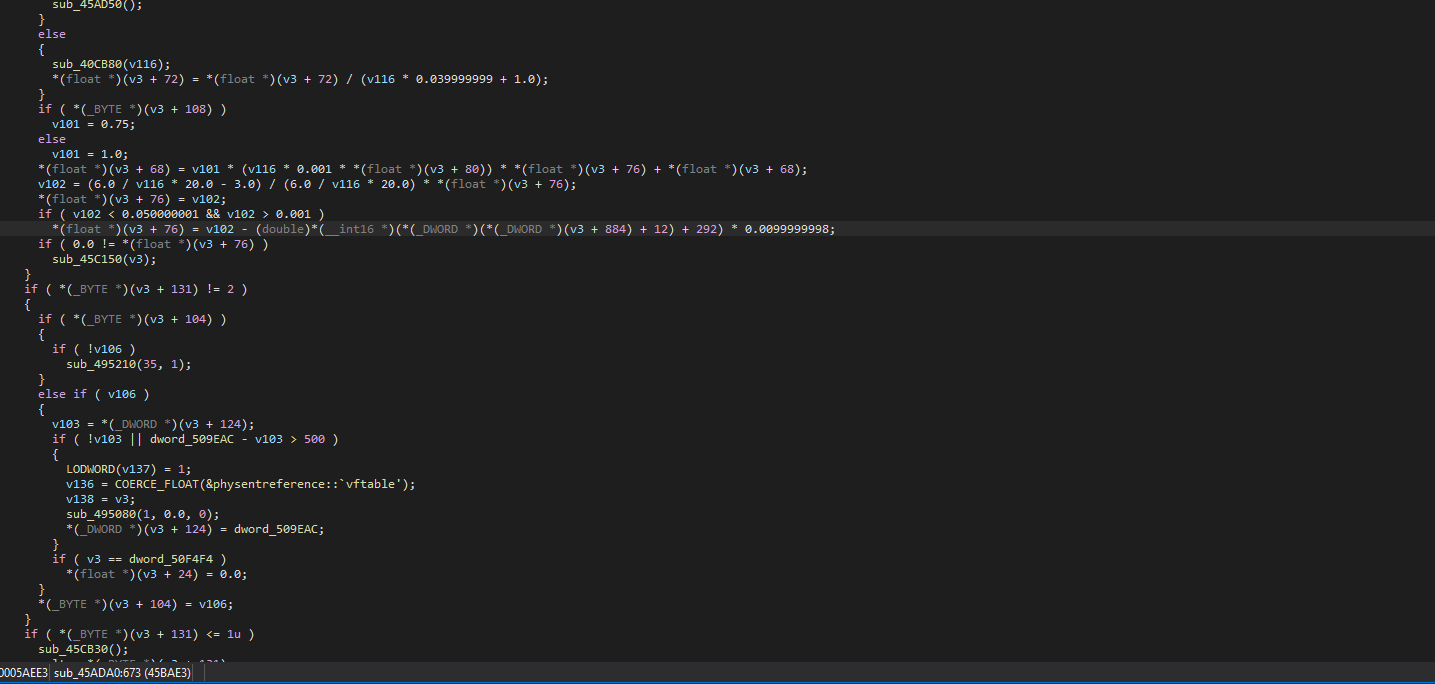 sub_45AD50();
}
else
{
sub_40CB80(v116);
*(float *)(v3 + 72) = *(float *)(v3 + 72) / (v116 * 0.039999999 + 1.0);
}
if ( *(_BYTE *)(v3 + 108) )
v101 = 0.75;
else
v101 = 1.0;
*(float *)(v3 + 68) = v101 * (v116 * 0.001 * *(float *)(v3 + 80)) * *(float *)(v3 + 76) + *(float *)(v3 + 68);
v102 = (6.0 / v116 * 20.0 - 3.0) / (6.0 / v116 * 20.0) * *(float *)(v3 + 76);
*(float *)(v3 + 76) = v102;
if ( v102 < 0.050000001 && v102 > 0.001 )
*(float *)(v3 + 76) = v102 - (double)*(__int16 *)(*(_DWORD *)(*(_DWORD *)(v3 + 884) + 12) + 292) * 0.0099999998;
if ( 0.0 != *(float *)(v3 + 76) )
sub_45C150(v3);
}
if ( *(_BYTE *)(v3 + 131) != 2 )
{
if ( *(_BYTE *)(v3 + 104) )
{
if ( !v106 )
sub_495210(35, 1);
}
else if ( v106 )
{
v103 = *(_DWORD *)(v3 + 124);
if ( !v103 || dword_509EAC - v103 > 500 )
{
LODWORD(v137) = 1;
v136 = COERCE_FLOAT(&physentreference::`vftable');
v138 = v3;
sub_495080(1, 0.0, 0);
*(_DWORD *)(v3 + 124) = dword_509EAC;
}
if ( v3 == dword_50F4F4 )
*(float *)(v3 + 24) = 0.0;
}
*(_BYTE *)(v3 + 104) = v106;
}
if ( *(_BYTE *)(v3 + 131) <= 1u )
sub_45CB30();
0005AEE3 sub_45ADA0:673 (45BAE3)